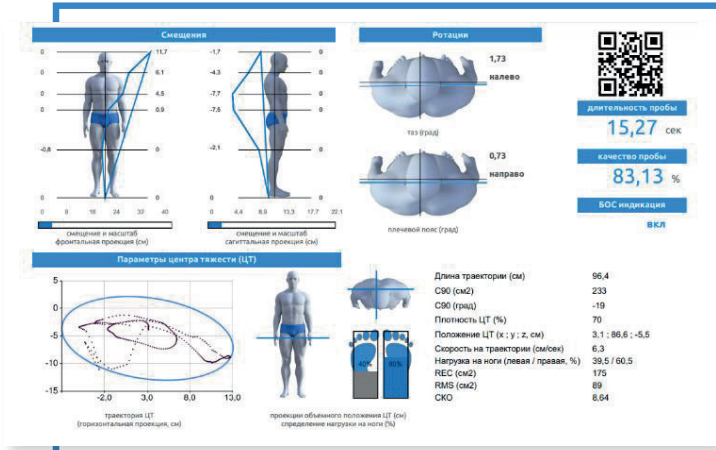 Смещения
0 11,7
0 6,1
0 4,5
0 0,9
-0,8 0
0 0
0 8 16 24 32 40
смещение и масштаб
фронтальная проекция (см)
-1,7 0
-4,3 0
-7,7 0
-7,5 0
-2,1 0
0 0
0 4,4 8,8 13,3 17,7 22,1
смещение и масштаб
сагиттальная проекция (см)
Ротации
1,73
налево
таз (град)
0,73
направо
плечевой пояс (град)
длительность пробы
15,27 сек
качество пробы
83,13 %
БОС индикация
вкл
Параметры центра тяжести (ЦТ)
5
0
-5
-10
-15
-2,0 3,0 8,0 13,0
траектория ЦТ
(горизонтальная проекция, см)
40% 60%
проекции объемного положения ЦТ (см)
определение нагрузки на ноги (%)
Длина траектории (см) 96,4
С90 (см2) 233
С90 (град) -19
Плотность ЦТ (%) 70
Положение ЦТ (x ; y ; z, см) 3,1 ; 86,6 ; -5,5
Скорость на траектории (см/сек) 6,3
Нагрузка на ноги (левая / правая, %) 39,5 / 60,5
REC (см2) 175
RMS (см2) 89
СКО 8,64